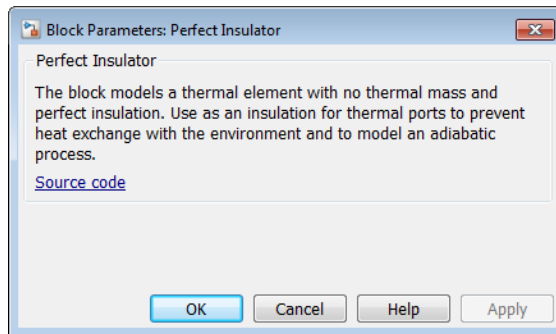 Block Parameters: Perfect Insulator
Perfect Insulator
The block models a thermal element with no thermal mass and
perfect insulation. Use as an insulation for thermal ports to prevent
heat exchange with the environment and to model an adiabatic
process.
Source code
OK Cancel Help Apply